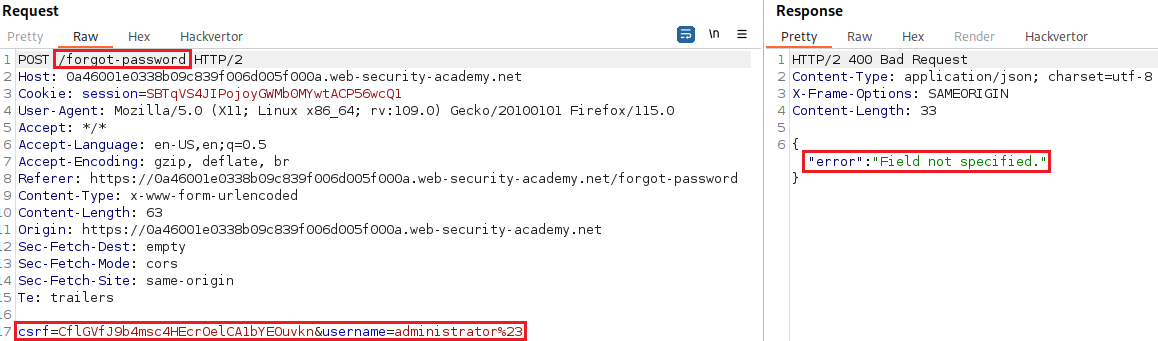 Request
Pretty Raw Hex Hackvertor \n
1 POST /forgot-password HTTP/2
2 Host: 0a46001e0338b09c839f006d005f000a.web-security-academy.net
3 Cookie: session=SBTqVS4JIPojoyGWMbOMYwtACP56wcQ1
4 User-Agent: Mozilla/5.0 (X11; Linux x86_64; rv:109.0) Gecko/20100101 Firefox/115.0
5 Accept: */*
6 Accept-Language: en-US,en;q=0.5
7 Accept-Encoding: gzip, deflate, br
8 Referer: https://0a46001e0338b09c839f006d005f000a.web-security-academy.net/forgot-password
9 Content-Type: x-www-form-urlencoded
10 Content-Length: 63
11 Origin: https://0a46001e0338b09c839f006d005f000a.web-security-academy.net
12 Sec-Fetch-Dest: empty
13 Sec-Fetch-Mode: cors
14 Sec-Fetch-Site: same-origin
15 Te: trailers
16
17 csrf=CflGVfJ9b4msc4HEcrOelCA1bYEOuvkn&username=administrator%23
Response
Pretty Raw Hex Render Hackvertor
1 HTTP/2 400 Bad Request
2 Content-Type: application/json; charset=utf-8
3 X-Frame-Options: SAMEORIGIN
4 Content-Length: 33
5
6 {
"error":"Field not specified."
}